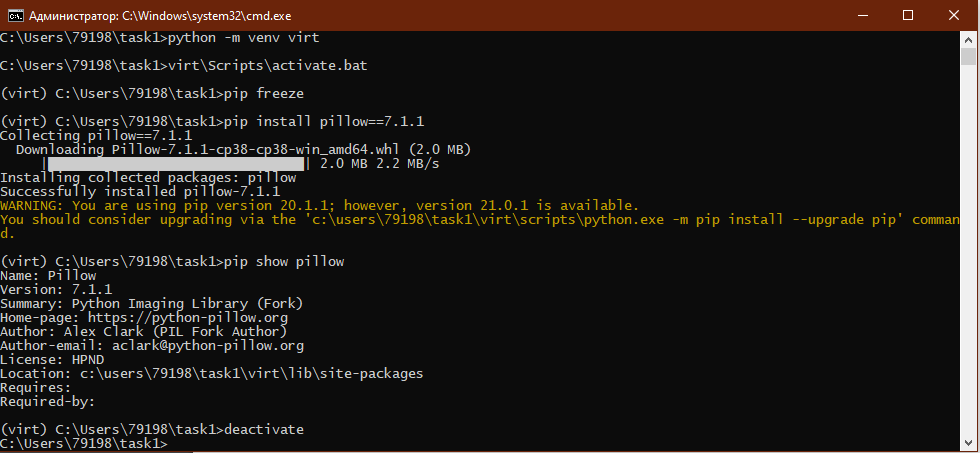 Администратор: C:\Windows\system32\cmd.exe
C:\Users\79198\task1>python -m venv virt
C:\Users\79198\task1>virt\Scripts\activate.bat
(virt) C:\Users\79198\task1>pip freeze
(virt) C:\Users\79198\task1>pip install pillow==7.1.1
Collecting pillow==7.1.1
  Downloading Pillow-7.1.1-cp38-cp38-win_amd64.whl (2.0 MB)
     |████████████████████████████████| 2.0 MB 2.2 MB/s
Installing collected packages: pillow
Successfully installed pillow-7.1.1
WARNING: You are using pip version 20.1.1; however, version 21.0.1 is available.
You should consider upgrading via the 'c:\users\79198\task1\virt\scripts\python.exe -m pip install --upgrade pip' comman
d.
(virt) C:\Users\79198\task1>pip show pillow
Name: Pillow
Version: 7.1.1
Summary: Python Imaging Library (Fork)
Home-page: https://python-pillow.org
Author: Alex Clark (PIL Fork Author)
Author-email: aclark@python-pillow.org
License: HPND
Location: c:\users\79198\task1\virt\lib\site-packages
Requires:
Required-by:
(virt) C:\Users\79198\task1>deactivate
C:\Users\79198\task1>